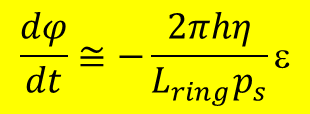 dφ/dt ≅ − 2πhη/(L_ring p_s) ε